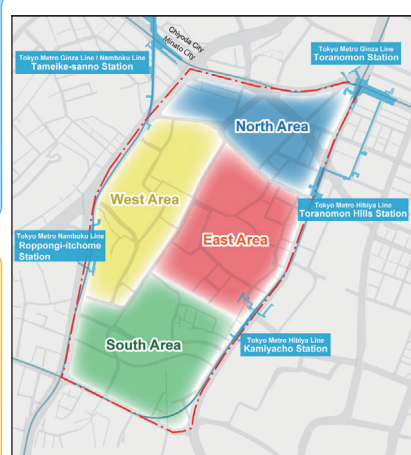 Chiyoda City
Minato City
Tokyo Metro Ginza Line / Namboku Line
Tameike-sanno Station
Tokyo Metro Ginza Line
Toranomon Station
North Area
West Area
Tokyo Metro Hibiya Line
Toranomon Hills Station
East Area
Tokyo Metro Namboku Line
Roppongi-itchome
Station
South Area
Tokyo Metro Hibiya Line
Kamiyacho Station